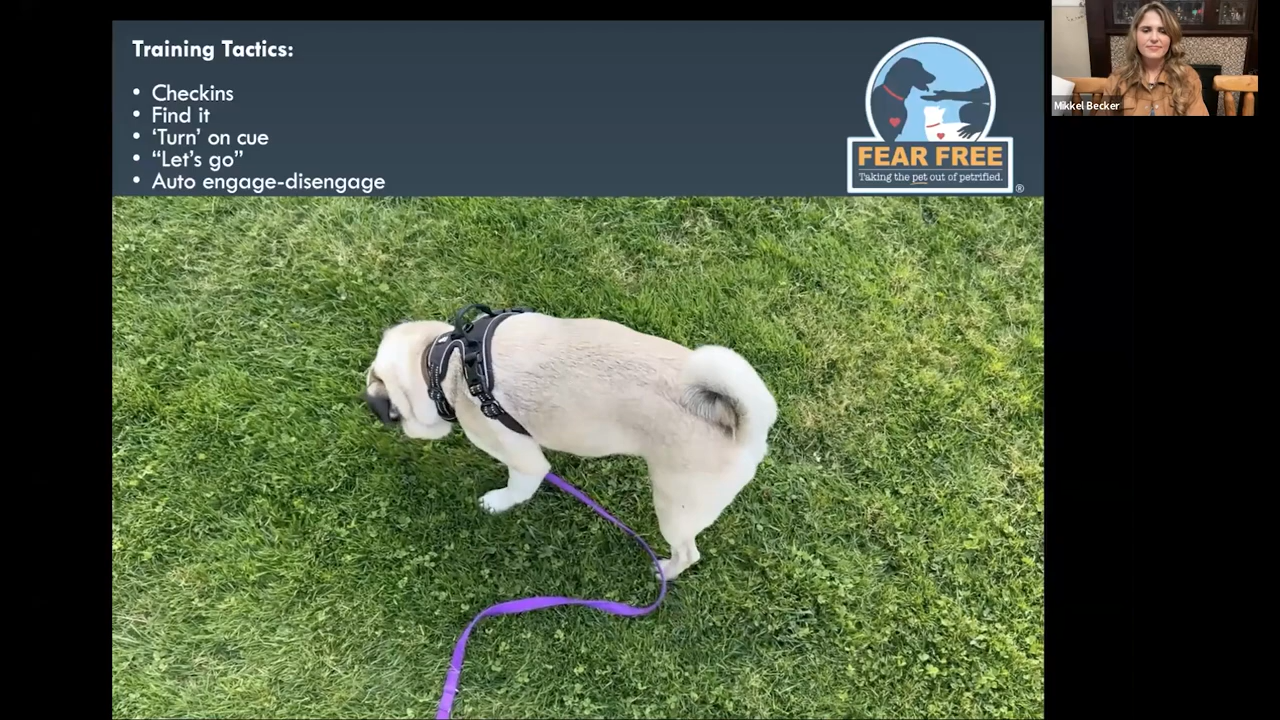 Training Tactics:
• Checkins
• Find it
• ‘Turn’ on cue
• “Let’s go”
• Auto engage-disengage
FEAR FREE
Taking the pet out of petrified.
®
Mikkel Becker